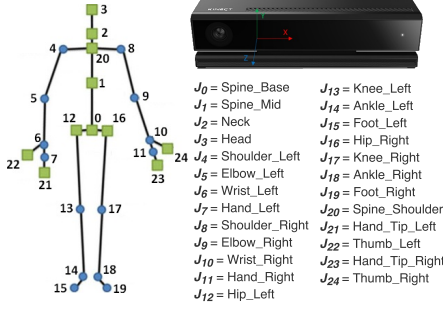 3
2
4
8
20
1
5
9
12
0
16
6
10
22
7
11
24
21
23
13
17
14
18
15
19
KINECT
Y
X
Z
J0 = Spine_Base
J1 = Spine_Mid
J2 = Neck
J3 = Head
J4 = Shoulder_Left
J5 = Elbow_Left
J6 = Wrist_Left
J7 = Hand_Left
J8 = Shoulder_Right
J9 = Elbow_Right
J10 = Wrist_Right
J11 = Hand_Right
J12 = Hip_Left
J13 = Knee_Left
J14 = Ankle_Left
J15 = Foot_Left
J16 = Hip_Right
J17 = Knee_Right
J18 = Ankle_Right
J19 = Foot_Right
J20 = Spine_Shoulder
J21 = Hand_Tip_Left
J22 = Thumb_Left
J23 = Hand_Tip_Right
J24 = Thumb_Right